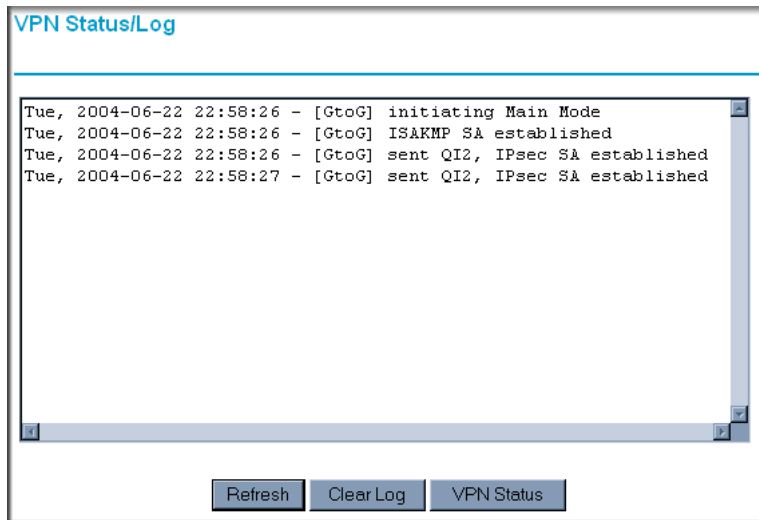 VPN Status/Log
Tue, 2004-06-22 22:58:26 - [GtoG] initiating Main Mode
Tue, 2004-06-22 22:58:26 - [GtoG] ISAKMP SA established
Tue, 2004-06-22 22:58:26 - [GtoG] sent QI2, IPsec SA established
Tue, 2004-06-22 22:58:27 - [GtoG] sent QI2, IPsec SA established
Refresh Clear Log VPN Status